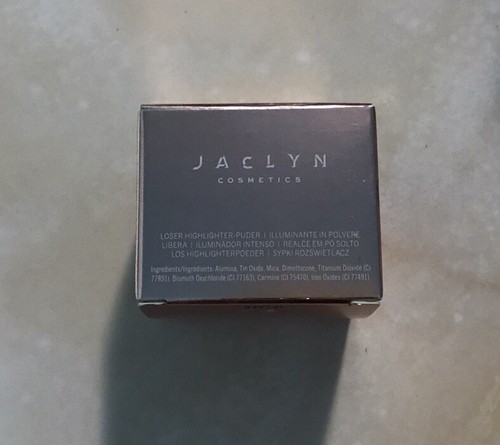 JACLYN
COSMETICS
LOSER HIGHLIGHTER-PUDER | ILLUMINANTE IN POLVERE
LIBERA | ILUMINADOR INTENSO | REALCE EM PÓ SOLTO
LOS HIGHLIGHTERPOEDER | SYPKI ROZŚWIETLACZ
Ingredients/Ingrédients: Alumina, Tin Oxide, Mica, Dimethicone, Titanium Dioxide (CI
77891), Bismuth Oxychloride (CI 77163), Carmine (CI 75470), Iron Oxides (CI 77491)